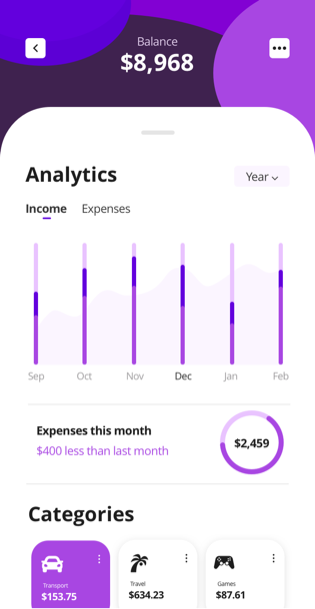 Balance
$8,968
Analytics
Year
Income Expenses
Sep Oct Nov Dec Jan Feb
Expenses this month
$400 less than last month
$2,459
Categories
Transport Travel Games
$153.75 $634.23 $87.61